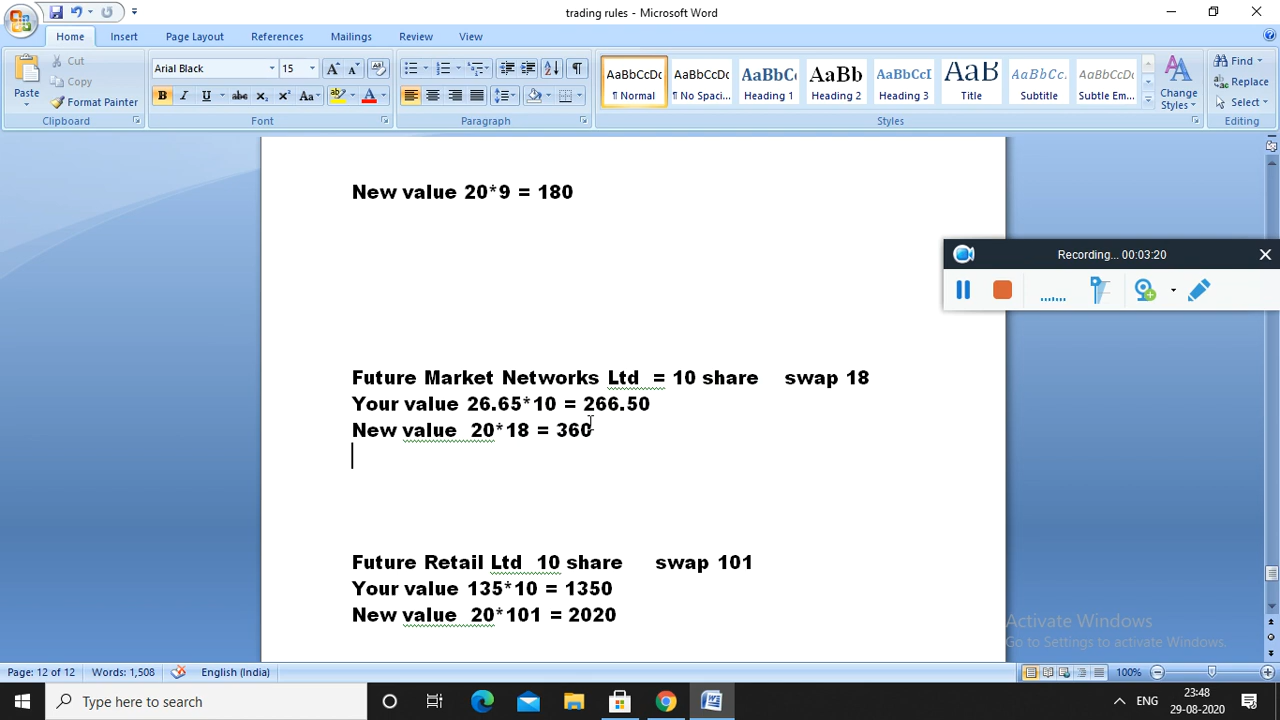 trading rules - Microsoft Word
Home Insert Page Layout References Mailings Review View
Paste Cut Copy Format Painter
Arial Black 15
AaBbCcDc AaBbCcDc AaBbCc AaBb AaBbCcI AaB AaBbCc. AaBbCcDc
¶ Normal ¶ No Spaci... Heading 1 Heading 2 Heading 3 Title Subtitle Subtle Em...
Change Styles
Find Replace Select
Clipboard Font Paragraph Styles Editing
New value 20*9 = 180
Recording... 00:03:20
Future Market Networks Ltd = 10 share swap 18
Your value 26.65*10 = 266.50
New value 20*18 = 360
Future Retail Ltd 10 share swap 101
Your value 135*10 = 1350
New value 20*101 = 2020
Activate Windows
Go to Settings to activate Windows.
Page: 12 of 12 Words: 1,508 English (India) 100%
Type here to search
ENG
23:48
29-08-2020